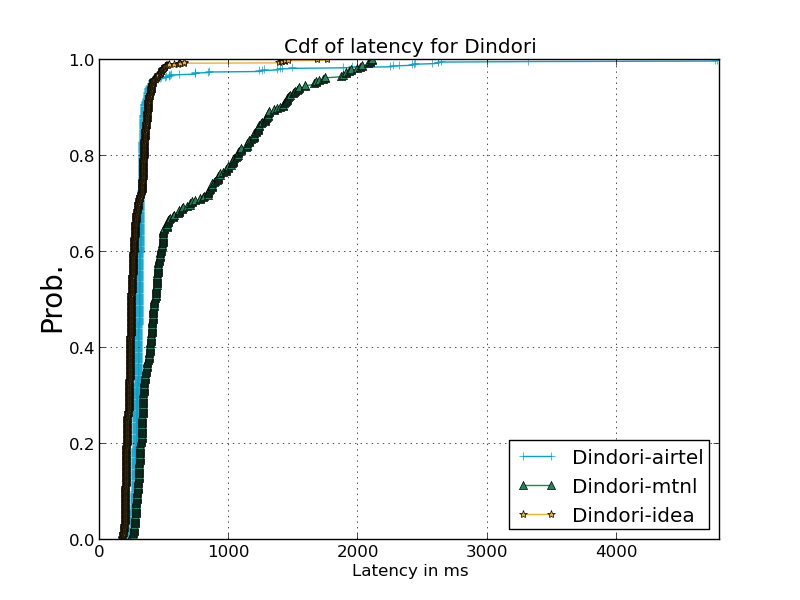 Cdf of latency for Dindori
Prob.
1.0
0.8
0.6
0.4
0.2
0.0
0 1000 2000 3000 4000
Latency in ms
Dindori-airtel
Dindori-mtnl
Dindori-idea